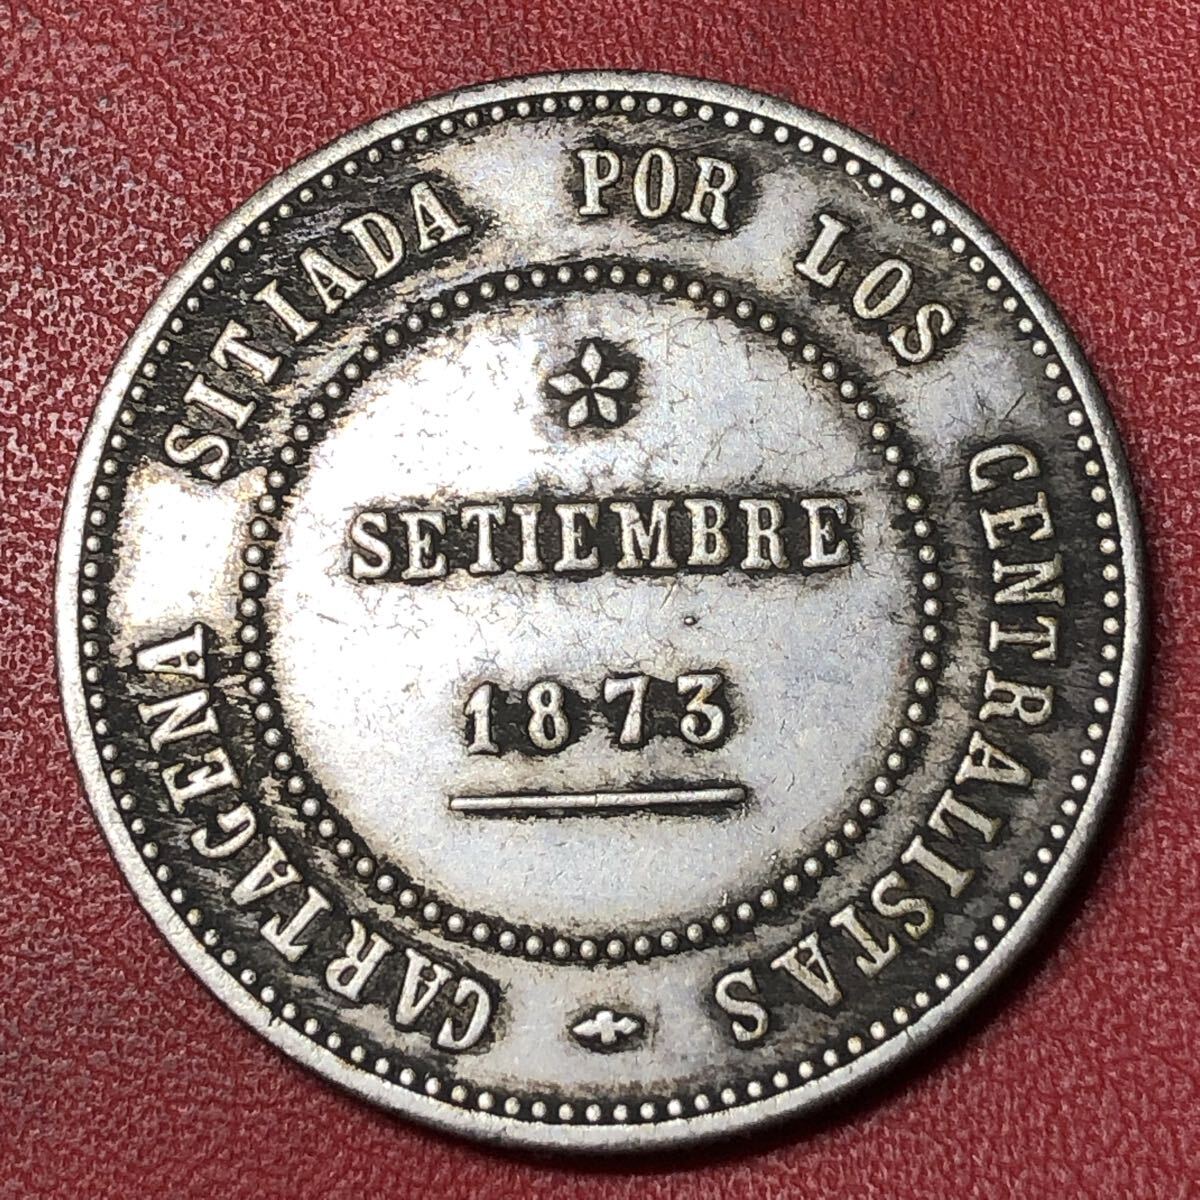 CARTAGENA SITIADA POR LOS CENTRALISTAS
SETIEMBRE
1873